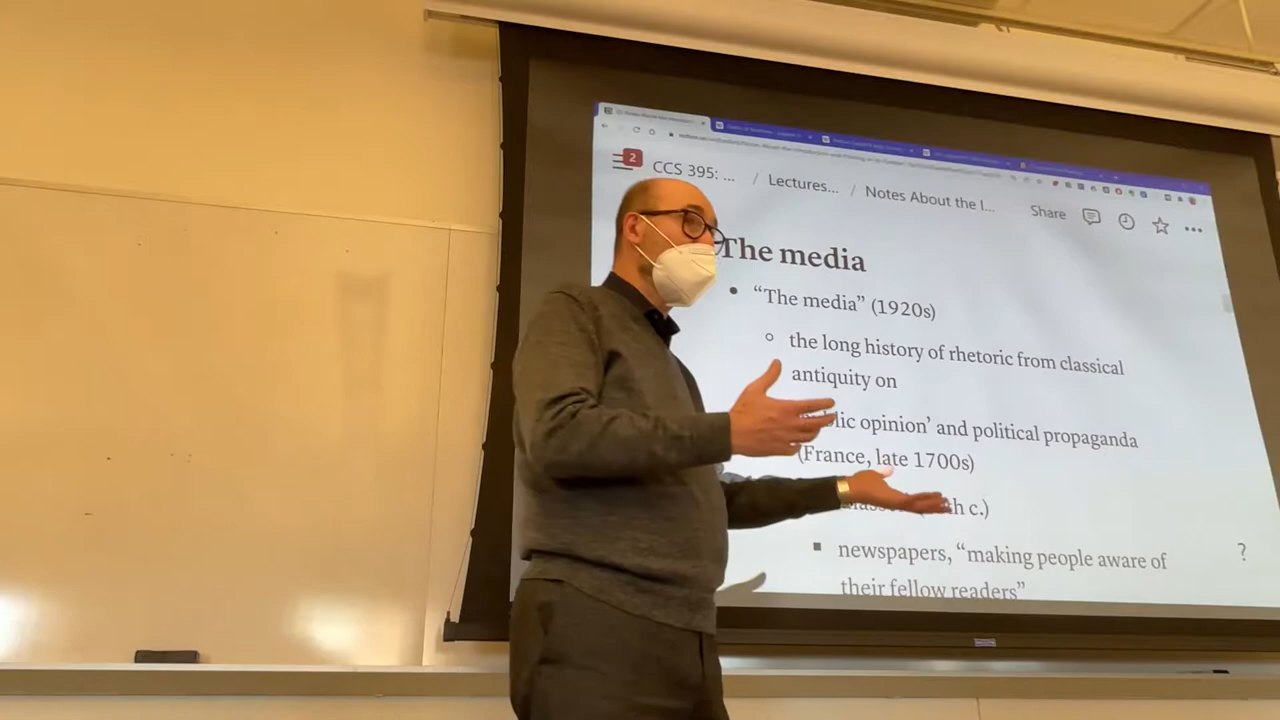 2
CCS 395: ... / Lectures... / Notes About the I...
Share
The media
“The media” (1920s)
the long history of rhetoric from classical
antiquity on
opinion’ and political propaganda
(France, late 1700s)
c.)
newspapers, “making people aware of
their fellow readers”
?